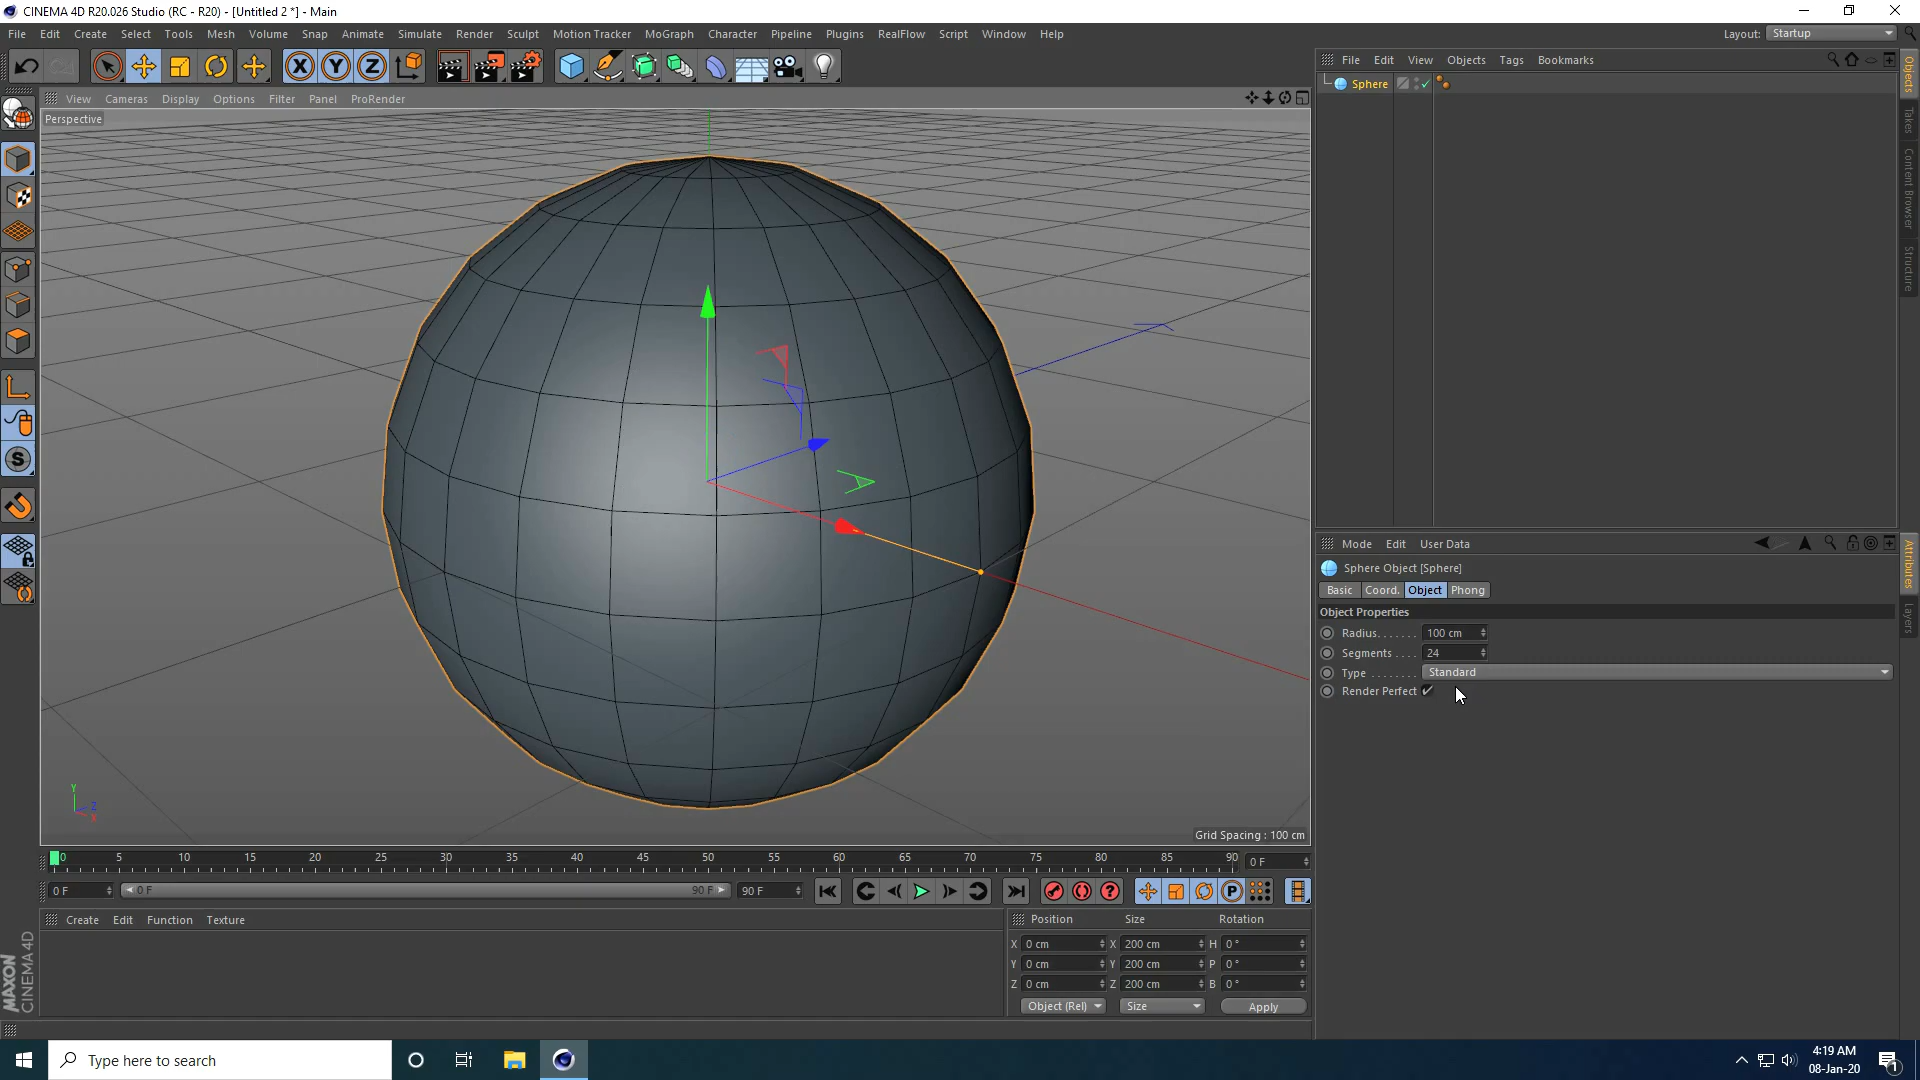 CINEMA 4D R20.026 Studio (RC - R20) - [Untitled 2 *] - Main
File Edit Create Select Tools Mesh Volume Snap Animate Simulate Render Sculpt Motion Tracker MoGraph Character Pipeline Plugins RealFlow Script Window Help
Layout: Startup
X Y Z
File Edit View Objects Tags Bookmarks
Sphere
View Cameras Display Options Filter Panel ProRender
Perspective
Objects
Takes
Content Browser
Structure
Mode Edit User Data
Sphere Object [Sphere]
Basic Coord. Object Phong
Object Properties
Radius. . . . . . . 100 cm
Segments . . . . 24
Type . . . . . . . . Standard
Render Perfect
Attributes
Layers
S
Y
Z
X
Grid Spacing : 100 cm
0 5 10 15 20 25 30 35 40 45 50 55 60 65 70 75 80 85 90 0 F
0 F 0 F 90 F 90 F
P
Create Edit Function Texture
Position Size Rotation
X 0 cm X 200 cm H 0 °
Y 0 cm Y 200 cm P 0 °
Z 0 cm Z 200 cm B 0 °
Object (Rel) Size Apply
MAXON
CINEMA 4D
Type here to search
4:19 AM
08-Jan-20
1